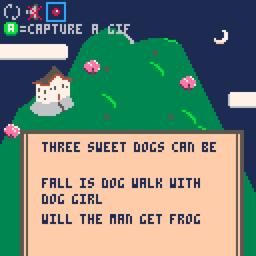 A=CAPTURE A GIF
THREE SWEET DOGS CAN BE
FALL IS DOG WALK WITH
DOG GIRL
WILL THE MAN GET FROG